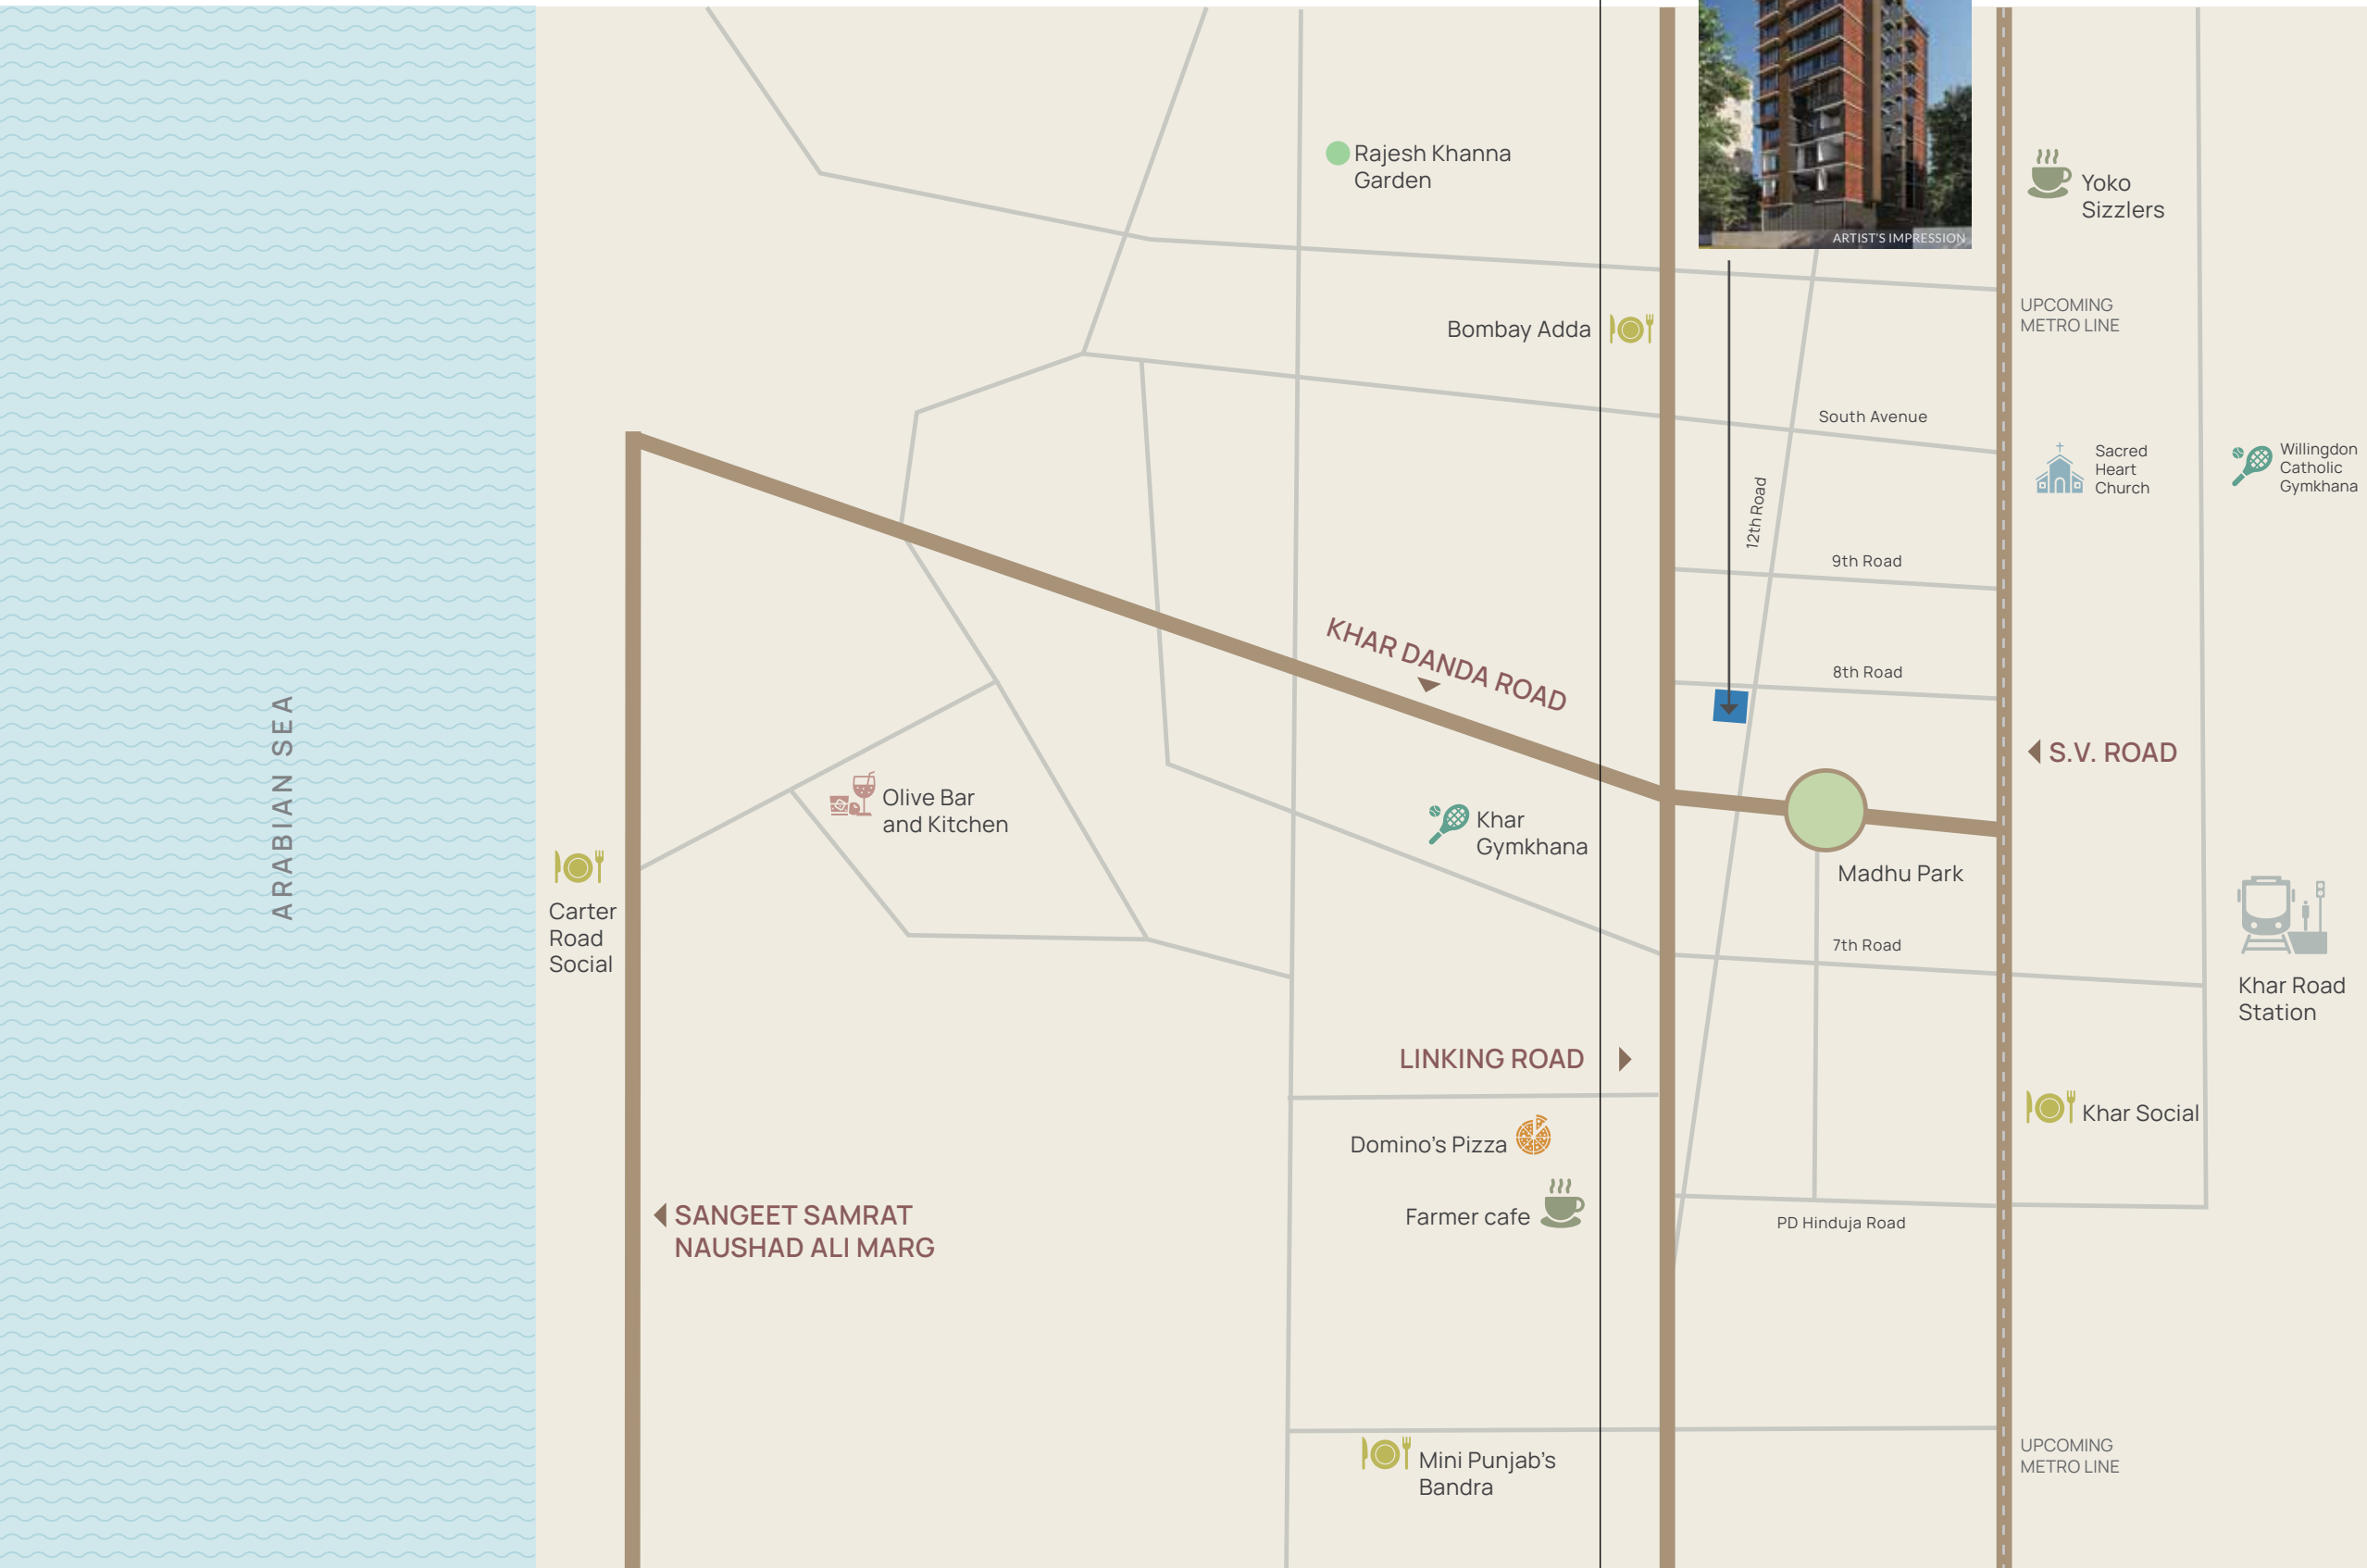 ARTIST'S IMPRESSION
Rajesh Khanna
Garden
Yoko
Sizzlers
UPCOMING
METRO LINE
Bombay Adda
South Avenue
Sacred
Heart
Church
Willingdon
Catholic
Gymkhana
12th Road
9th Road
KHAR DANDA ROAD
8th Road
S.V. ROAD
ARABIAN SEA
Olive Bar
and Kitchen
Khar
Gymkhana
Madhu Park
Carter
Road
Social
7th Road
Khar Road
Station
LINKING ROAD
Khar Social
Domino's Pizza
Farmer cafe
SANGEET SAMRAT
NAUSHAD ALI MARG
PD Hinduja Road
Mini Punjab's
Bandra
UPCOMING
METRO LINE